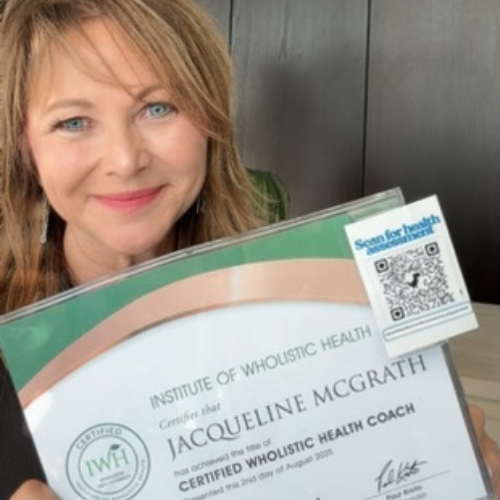 Scan for health
assessment
INSTITUTE OF WHOLISTIC HEALTH
Certifies that
JACQUELINE MCGRATH
has achieved the title of
CERTIFIED WHOLISTIC HEALTH COACH
Presented this 2nd day of August 2025
CERTIFIED
IWH